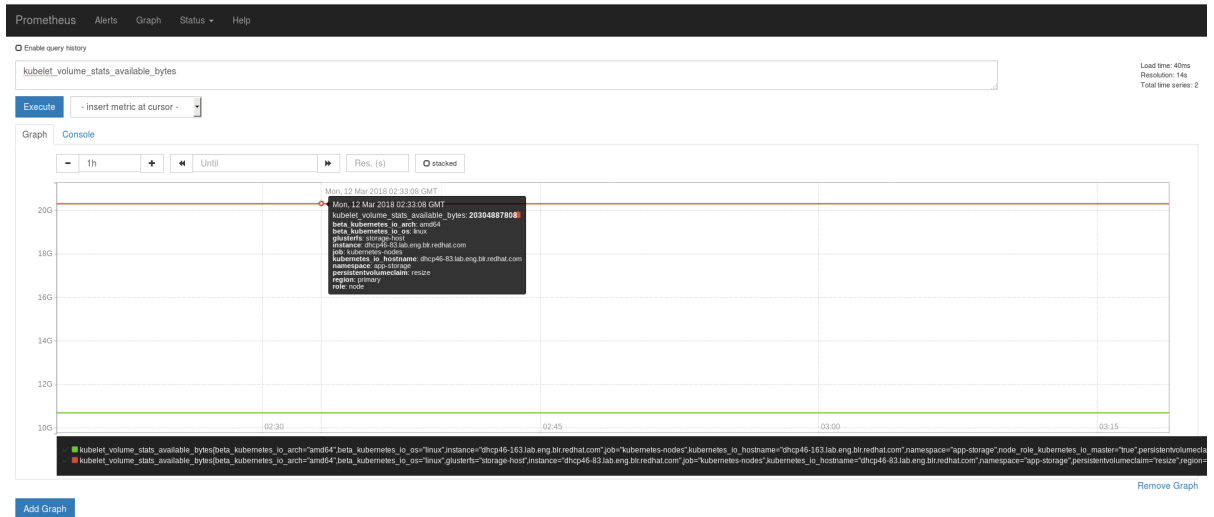 Prometheus Alerts Graph Status Help
Enable query history
kubelet_volume_stats_available_bytes
Load time: 40ms
Resolution: 14s
Total time series: 2
Execute - insert metric at cursor -
Graph Console
1h Until Res. (s) stacked
Mon, 12 Mar 2018 02:33:08 GMT
Mon, 12 Mar 2018 02:33:08 GMT
kubelet_volume_stats_available_bytes: 20304887808
beta_kubernetes_io_arch: amd64
beta_kubernetes_io_os: linux
glusterfs: storage-host
instance: dhcp46-83.lab.eng.blr.redhat.com
job: kubernetes-nodes
kubernetes_io_hostname: dhcp46-83.lab.eng.blr.redhat.com
namespace: app-storage
persistentvolumeclaim: resize
region: primary
role: node
20G
18G
16G
14G
12G
10G
02:30 02:45 03:00 03:15
kubelet_volume_stats_available_bytes{beta_kubernetes_io_arch="amd64",beta_kubernetes_io_os="linux",instance="dhcp46-163.lab.eng.blr.redhat.com",job="kubernetes-nodes",kubernetes_io_hostname="dhcp46-163.lab.eng.blr.redhat.com",namespace="app-storage",node_role_kubernetes_io_master="true",persistentvolumecla
kubelet_volume_stats_available_bytes{beta_kubernetes_io_arch="amd64",beta_kubernetes_io_os="linux",glusterfs="storage-host",instance="dhcp46-83.lab.eng.blr.redhat.com",job="kubernetes-nodes",kubernetes_io_hostname="dhcp46-83.lab.eng.blr.redhat.com",namespace="app-storage",persistentvolumeclaim="resize",region=
Remove Graph
Add Graph